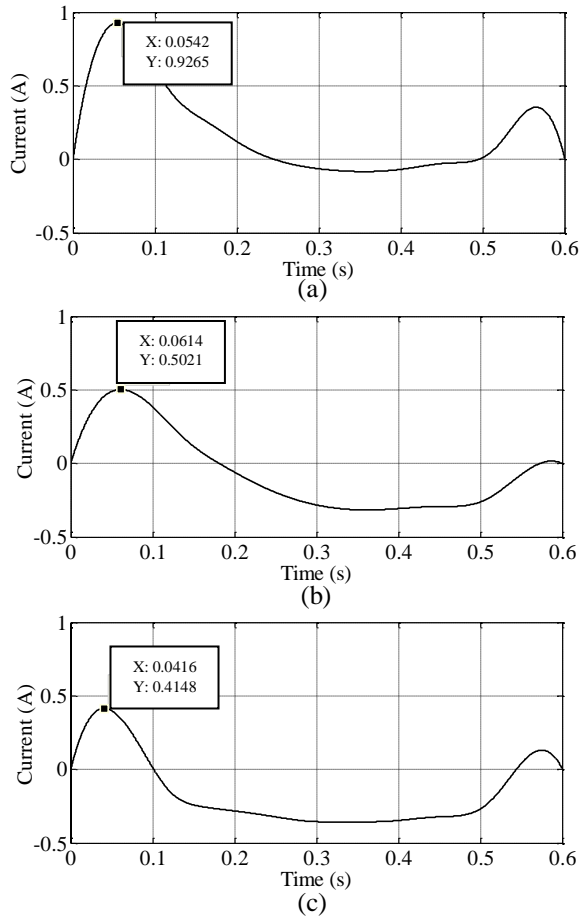 1
X: 0.0542
Y: 0.9265
0.5
0
-0.5
Current (A)
0 0.1 0.2 0.3 0.4 0.5 0.6
Time (s)
(a)
1
X: 0.0614
Y: 0.5021
0.5
0
-0.5
Current (A)
0 0.1 0.2 0.3 0.4 0.5 0.6
Time (s)
(b)
1
X: 0.0416
Y: 0.4148
0.5
0
-0.5
Current (A)
0 0.1 0.2 0.3 0.4 0.5 0.6
Time (s)
(c)